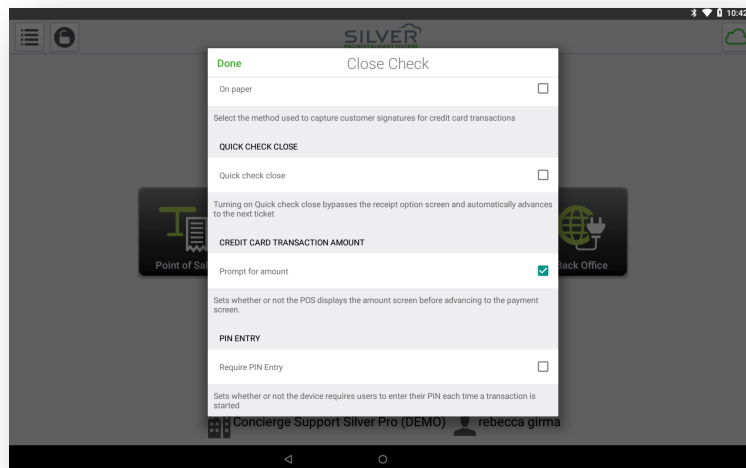 10:42
SILVER
PRO RESTAURANT EDITION
Done
Close Check
On paper
Select the method used to capture customer signatures for credit card transactions
QUICK CHECK CLOSE
Quick check close
Turning on Quick check close bypasses the receipt option screen and automatically advances
to the next ticket
CREDIT CARD TRANSACTION AMOUNT
Point of Sal
Prompt for amount
Back Office
Sets whether or not the POS displays the amount screen before advancing to the payment
screen.
PIN ENTRY
Require PIN Entry
Sets whether or not the device requires users to enter their PIN each time a transaction is
started
Concierge Support Silver Pro (DEMO)
rebecca girma